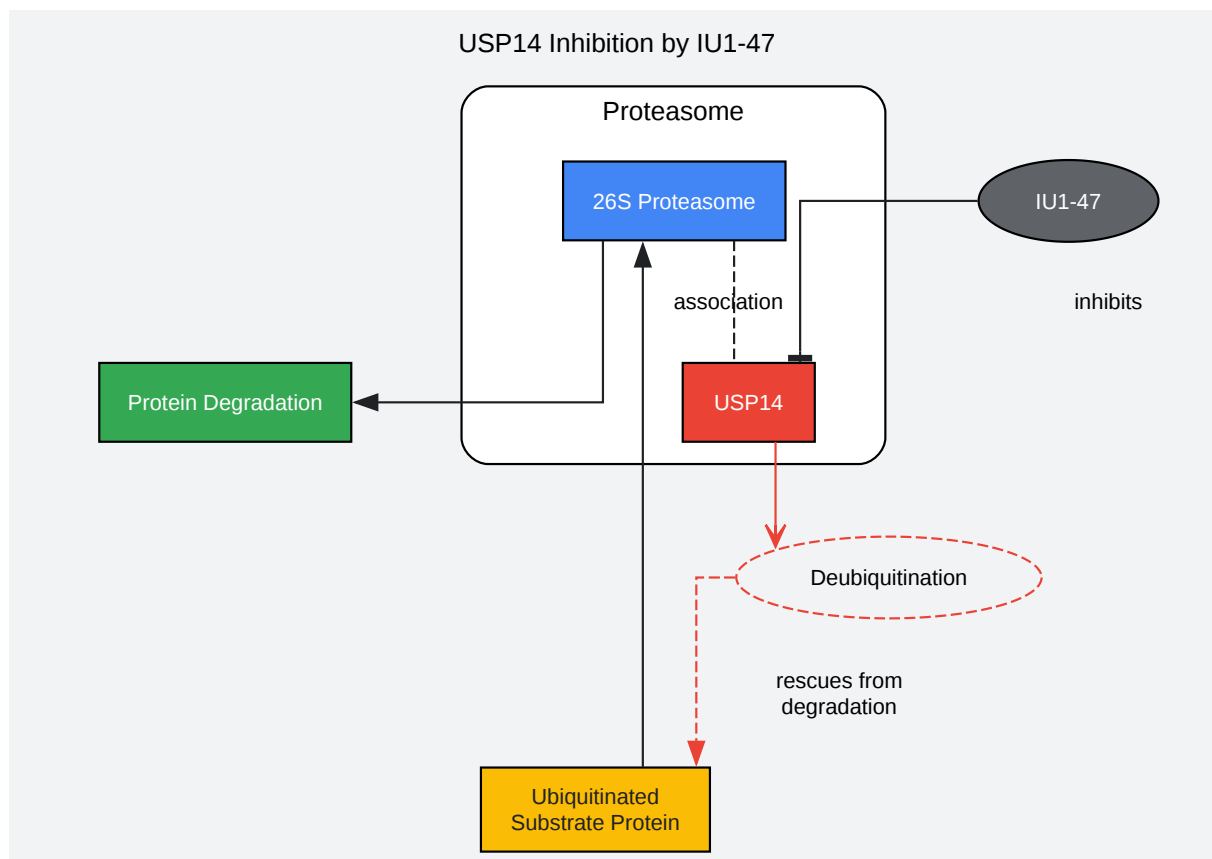 USP14 Inhibition by IU1-47
Proteasome
26S Proteasome
IU1-47
association
inhibits
Protein Degradation
USP14
Deubiquitination
rescues from
degradation
Ubiquitinated
Substrate Protein